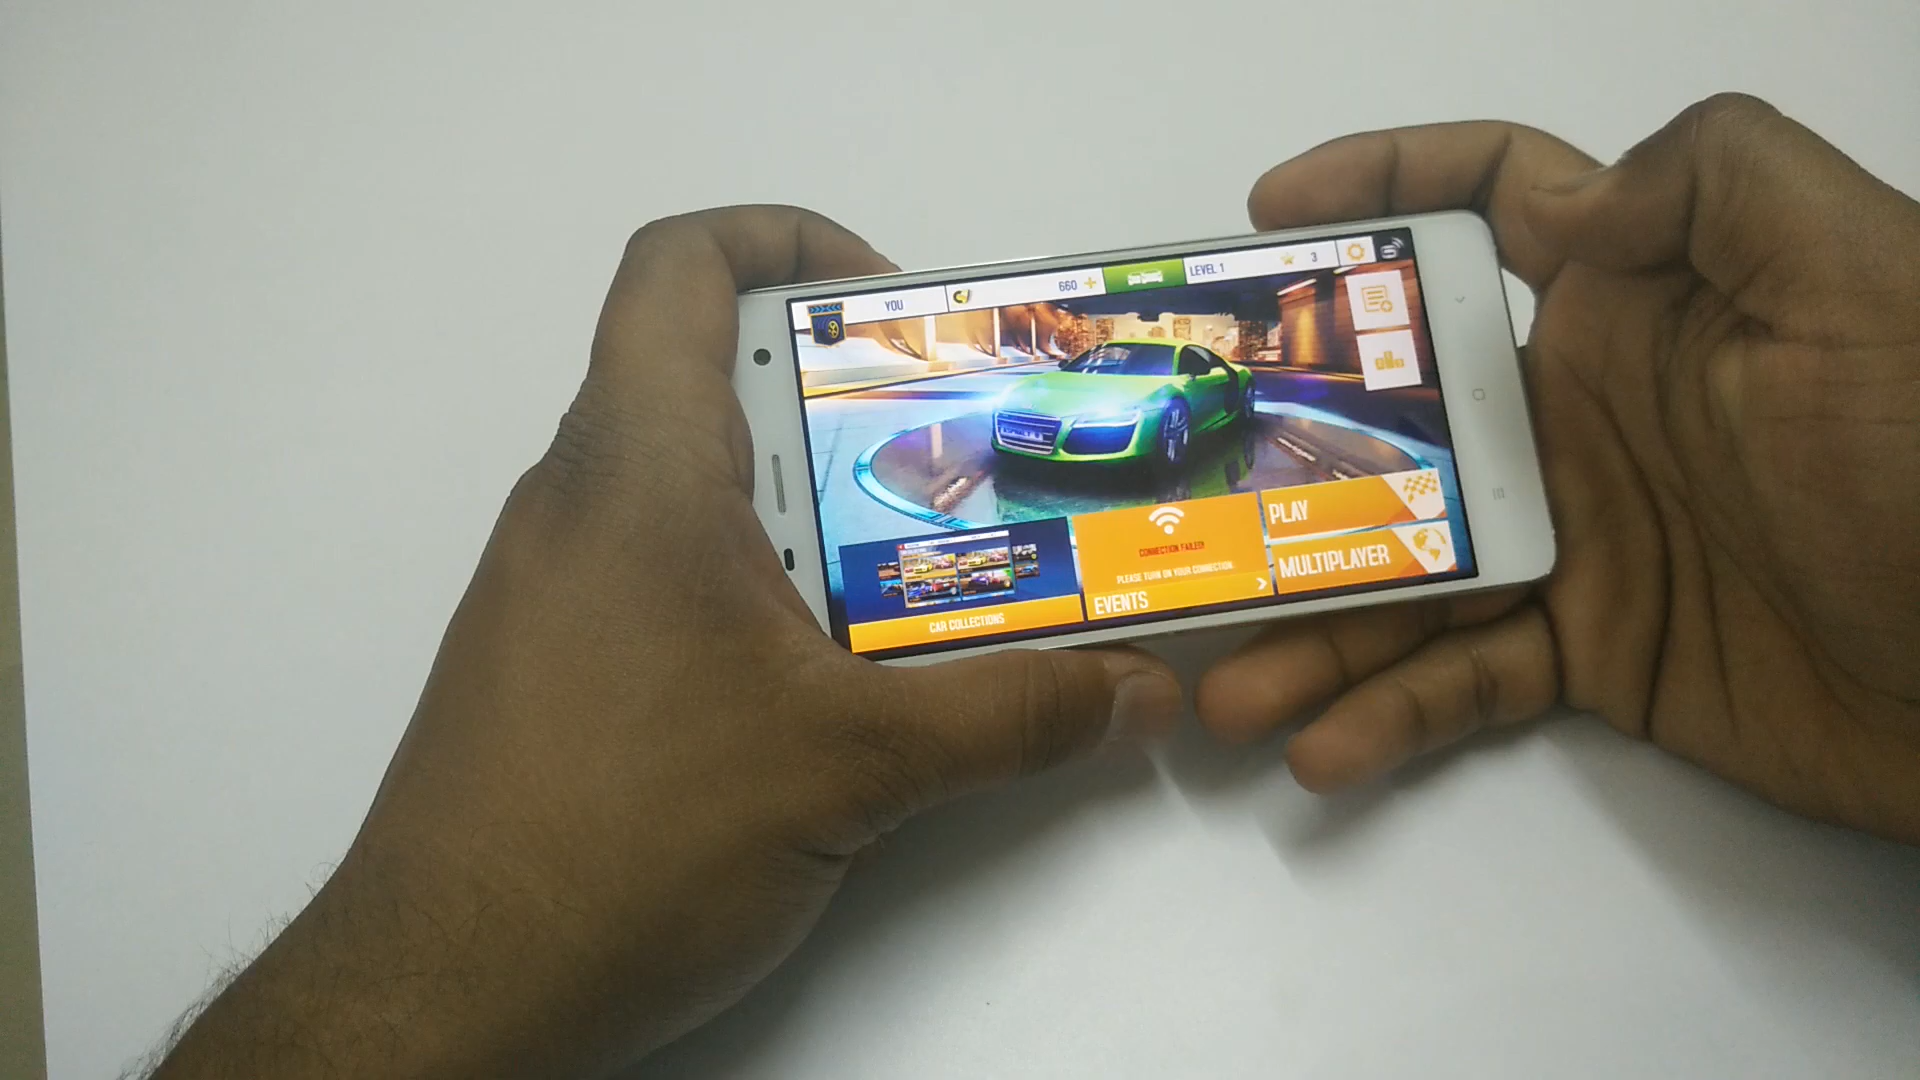 YOU
660
LEVEL 1
3
PLAY
MULTIPLAYER
CONNECTION FAILED!
PLEASE TURN ON YOUR CONNECTION.
EVENTS
CAR COLLECTIONS